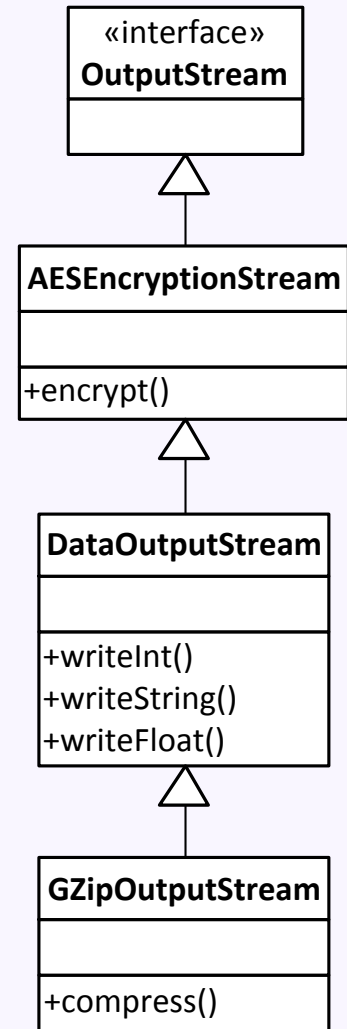 «interface»
OutputStream
AESEncryptionStream
+encrypt()
DataOutputStream
+writeInt()
+writeString()
+writeFloat()
GZipOutputStream
+compress()